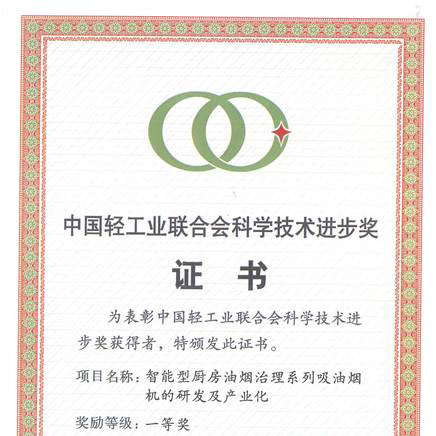 中国轻工业联合会科学技术进步奖
证 书
为表彰中国轻工业联合会科学技术进
步奖获得者，特颁发此证书。
项目名称：智能型厨房油烟治理系列吸油烟
机的研发及产业化
奖励等级：一等奖